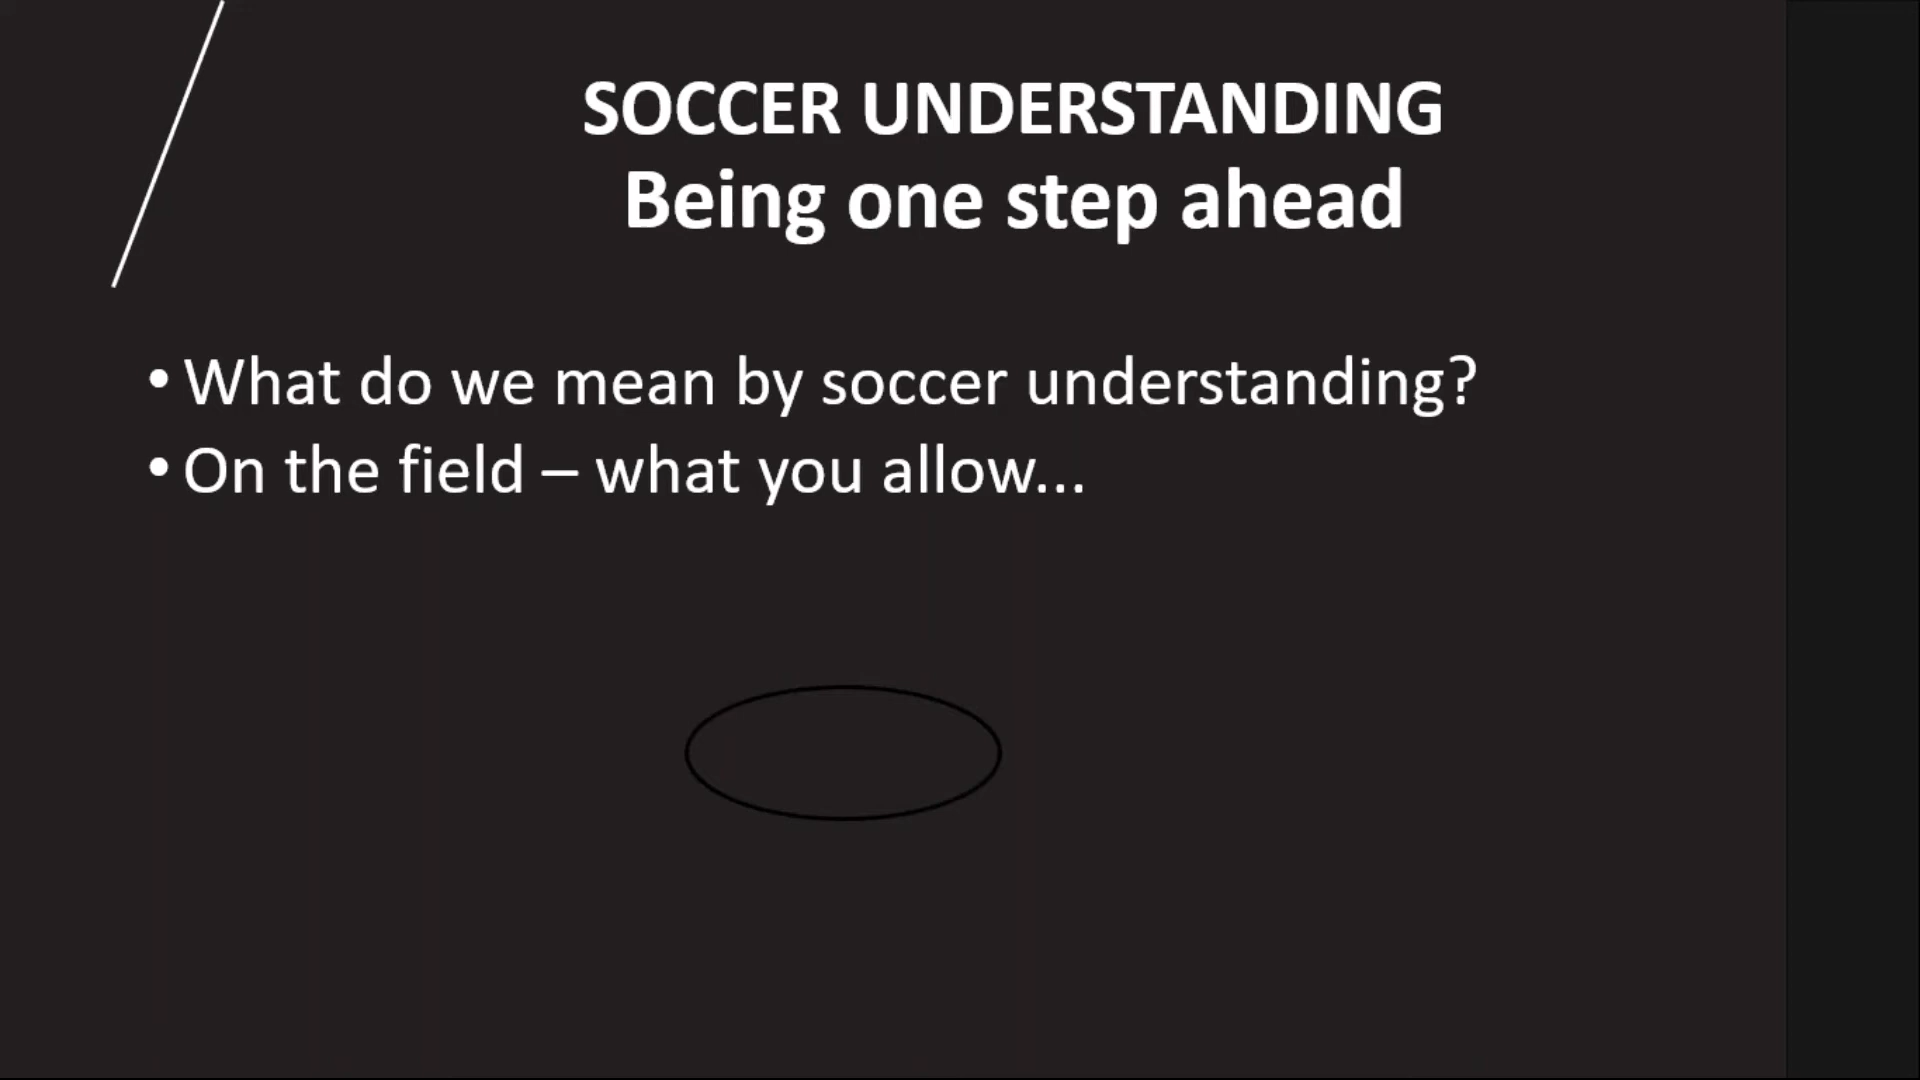 SOCCER UNDERSTANDING
Being one step ahead
• What do we mean by soccer understanding?
• On the field – what you allow...